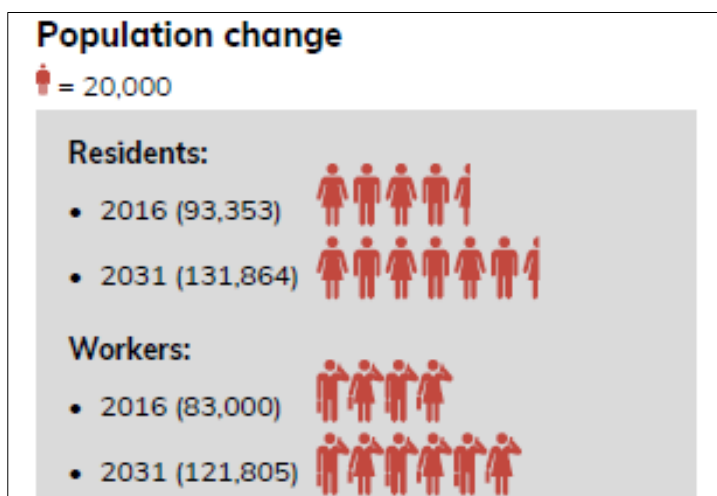 Population change
= 20,000
Residents:
• 2016 (93,353)
• 2031 (131,864)
Workers:
• 2016 (83,000)
• 2031 (121,805)